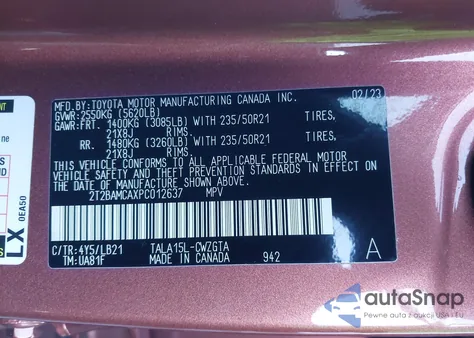 MFD. BY: TOYOTA MOTOR MANUFACTURING CANADA INC. 02/23
GVWR: 2550KG (5620LB)
GAWR: FRT. 1400KG (3085LB) WITH 235/50R21 TIRES,
21X8J RIMS.
RR. 1480KG (3260LB) WITH 235/50R21 TIRES,
21X8J RIMS.
THIS VEHICLE CONFORMS TO ALL APPLICABLE FEDERAL MOTOR
VEHICLE SAFETY STANDARDS IN EFFECT ON THE DATE OF
MANUFACTURE SHOWN ABOVE.
2T2BAMCAXPC012637 MPV
C/TR: 4Y5/LB21 TALA15L-CWZGTA A
TM: UA81F MADE IN CANADA 942
LX 0EA50
ne
autoSnap
Pewne auta z aukcji USA i EU